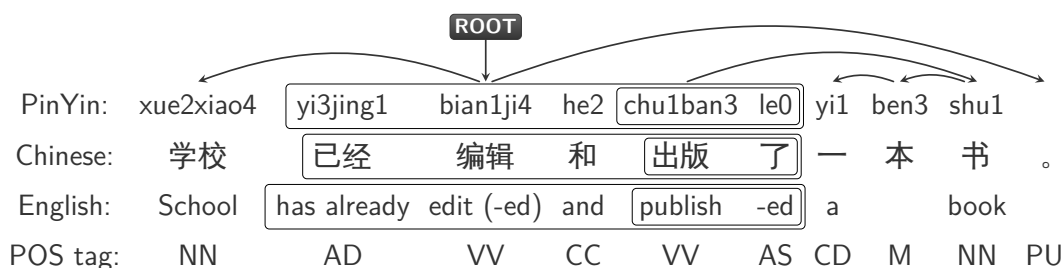 ROOT
PinYin: xue2xiao4 yi3jing1 bian1ji4 he2 chu1ban3 le0 yi1 ben3 shu1
Chinese: 学校 已经 编辑 和 出版 了 一 本 书 。
English: School has already edit (-ed) and publish -ed a book
POS tag: NN AD VV CC VV AS CD M NN PU